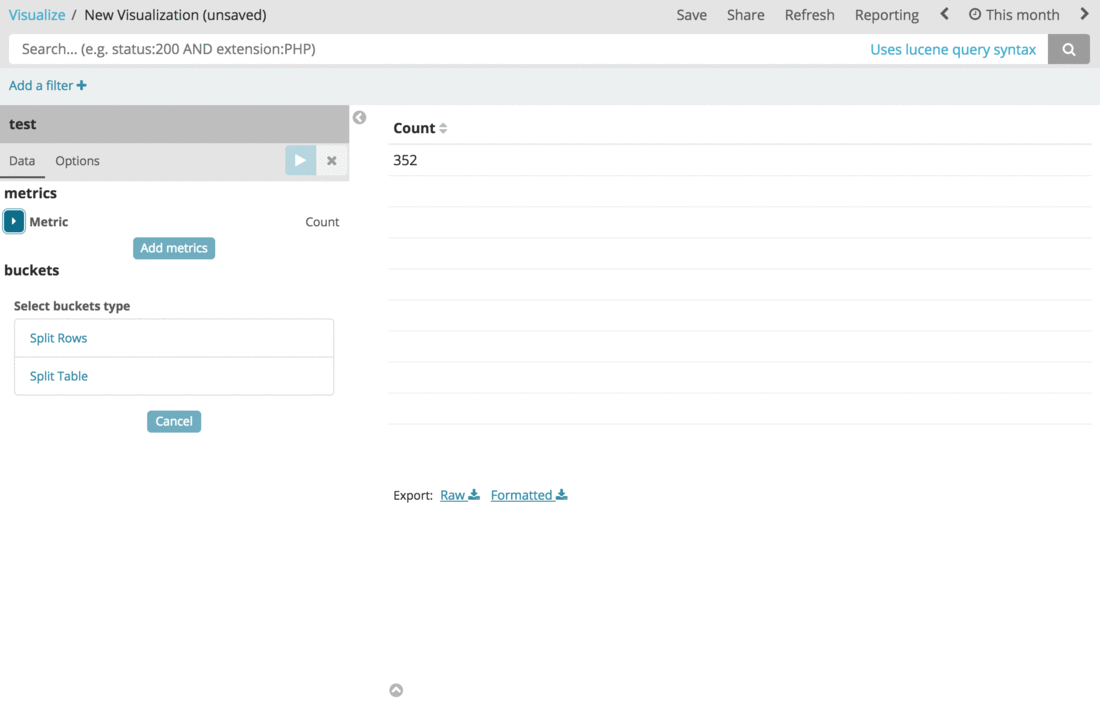 Visualize / New Visualization (unsaved) Save Share Refresh Reporting This month
Search... (e.g. status:200 AND extension:PHP) Uses lucene query syntax
Add a filter +
test
Data Options
metrics
Metric Count
Add metrics
buckets
Select buckets type
Split Rows
Split Table
Cancel
Count
352
Export: Raw Formatted